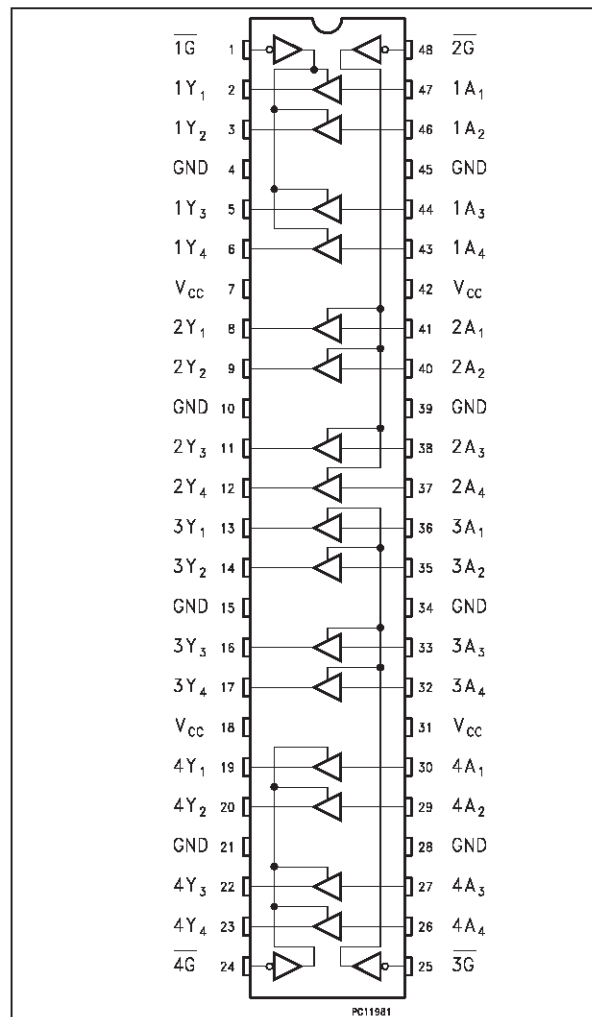 1G 1 48 2G
1Y₁ 2 47 1A₁
1Y₂ 3 46 1A₂
GND 4 45 GND
1Y₃ 5 44 1A₃
1Y₄ 6 43 1A₄
V_CC 7 42 V_CC
2Y₁ 8 41 2A₁
2Y₂ 9 40 2A₂
GND 10 39 GND
2Y₃ 11 38 2A₃
2Y₄ 12 37 2A₄
3Y₁ 13 36 3A₁
3Y₂ 14 35 3A₂
GND 15 34 GND
3Y₃ 16 33 3A₃
3Y₄ 17 32 3A₄
V_CC 18 31 V_CC
4Y₁ 19 30 4A₁
4Y₂ 20 29 4A₂
GND 21 28 GND
4Y₃ 22 27 4A₃
4Y₄ 23 26 4A₄
4G 24 25 3G
PC11981